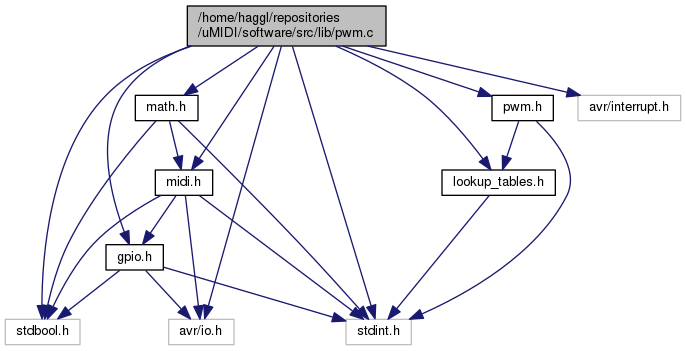 /home/haggl/repositories
/uMIDI/software/src/lib/pwm.c
math.h
pwm.h
avr/interrupt.h
midi.h
lookup_tables.h
gpio.h
stdbool.h
avr/io.h
stdint.h